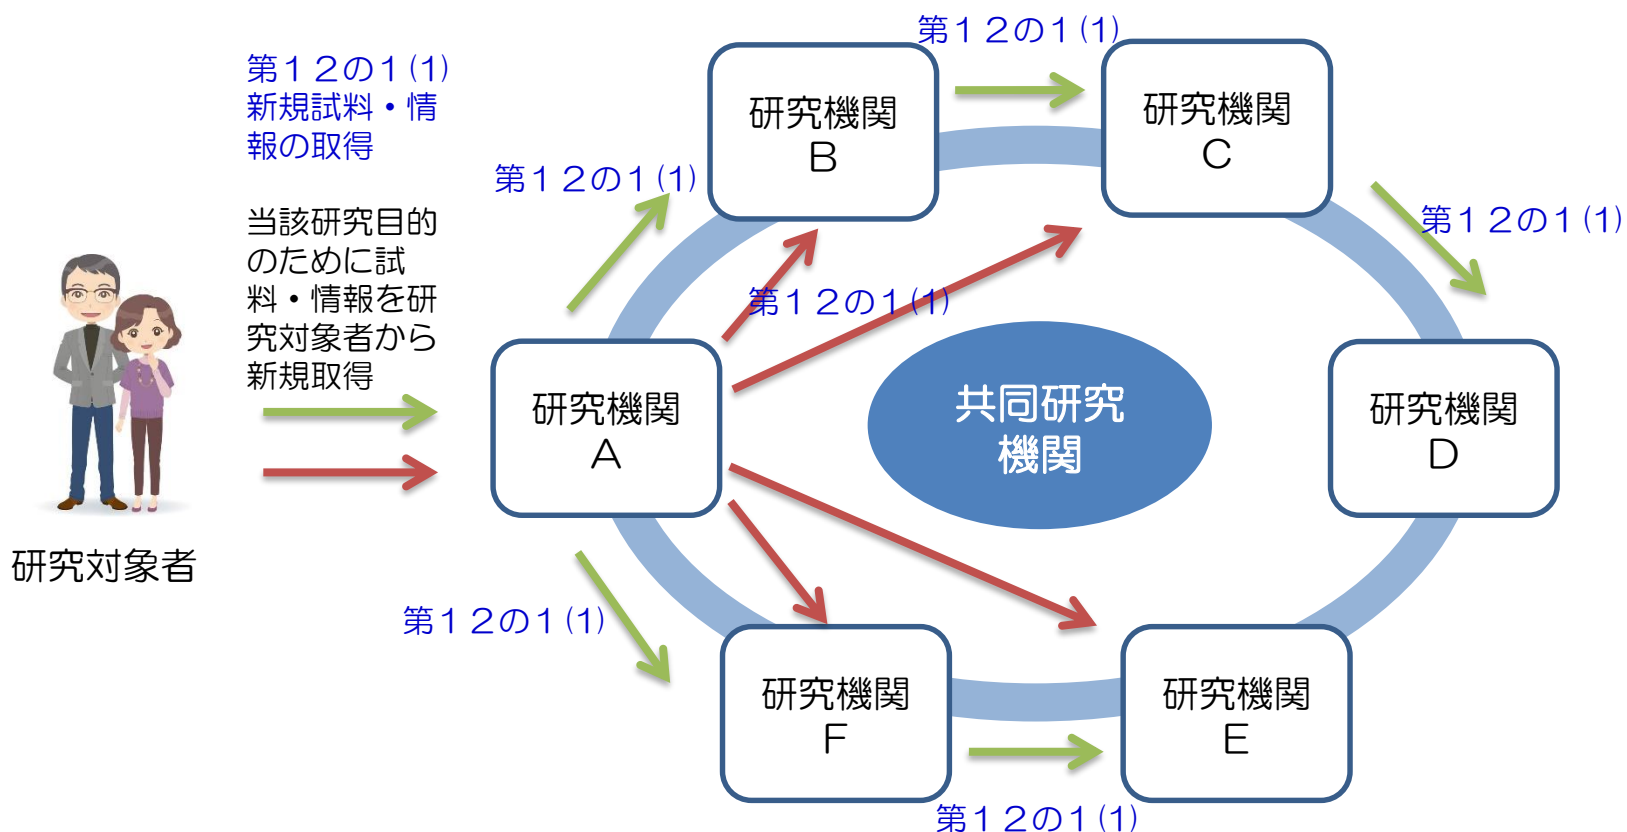 第１２の１(1)
新規試料・情
報の取得
当該研究目的
のために試
料・情報を研
究対象者から
新規取得
研究対象者
第１２の１(1)
第１２の１(1)
第１２の１(1)
第１２の１(1)
第１２の１(1)
第１２の１(1)
研究機関
A
研究機関
B
研究機関
C
研究機関
D
研究機関
E
研究機関
F
共同研究
機関